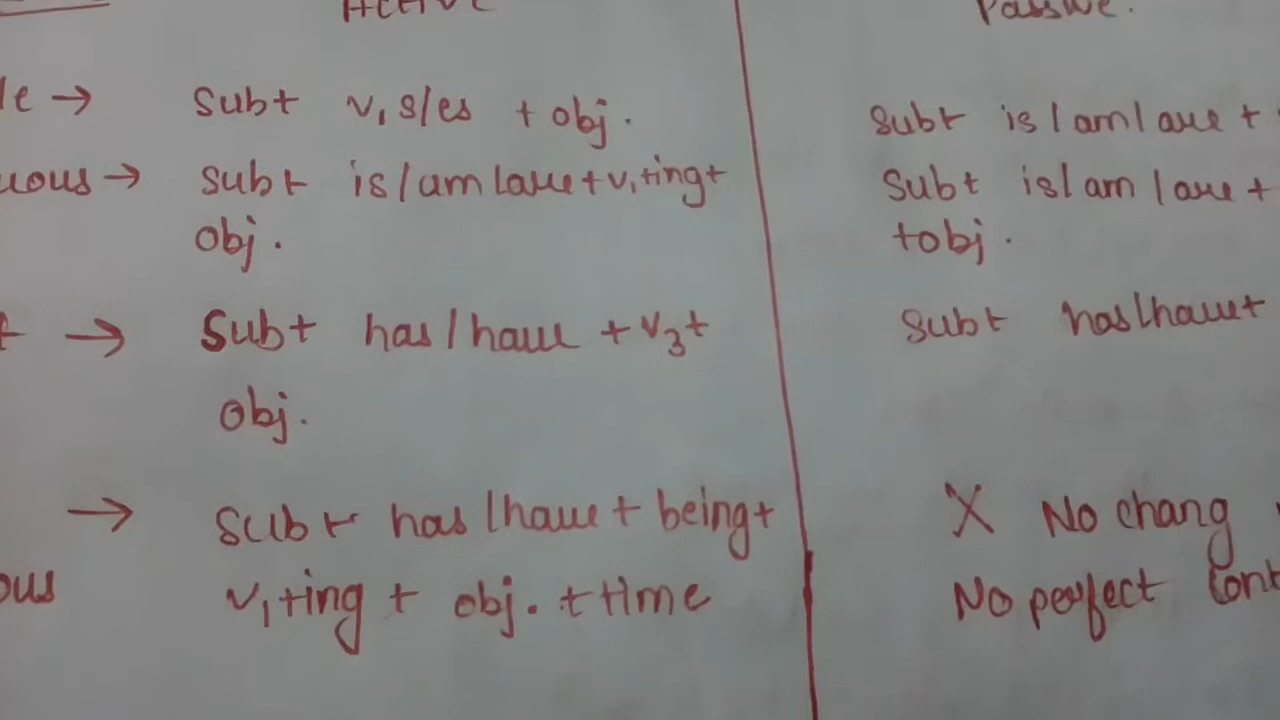 Active Passive.
le → Sub+ v₁ s/es + obj. Sub+ is/am/are +
uous → Sub+ is/am/are+v₁+ing+ Sub+ is/am/are +
obj. +obj.
t → Sub+ has/have +v₃+ Sub+ has/have+
obj.
→ Sub+ has/have + being+ X No chang
ous v₁+ing + obj. + time No perfect Cont